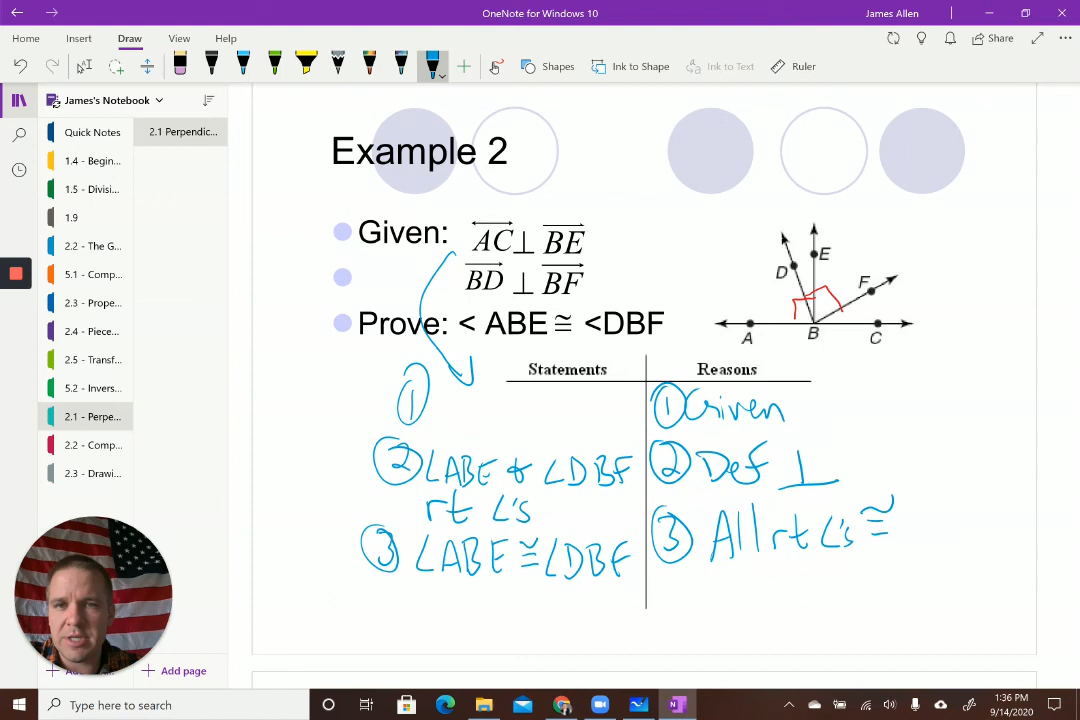 OneNote for Windows 10
James Allen
Home Insert Draw View Help
Share
Shapes Ink to Shape Ink to Text Ruler
James's Notebook
Quick Notes
1.4 - Begin...
1.5 - Divisi...
1.9
2.2 - The G...
5.1 - Comp...
2.3 - Prope...
2.4 - Piece...
2.5 - Transf...
5.2 - Invers...
2.1 - Perpe...
2.2 - Comp...
2.3 - Drawi...
2.1 Perpendic...
Add page
Example 2
Given: AC ⊥ BE
BD ⊥ BF
Prove: < ABE ≅ <DBF
E
D
F
A B C
Statements Reasons
① ① Given
② ∠ABE & ∠DBF ② Def ⊥
rt ∠'s
③ ∠ABE ≅ ∠DBF ③ All rt ∠'s ≅
Type here to search
1:36 PM
9/14/2020